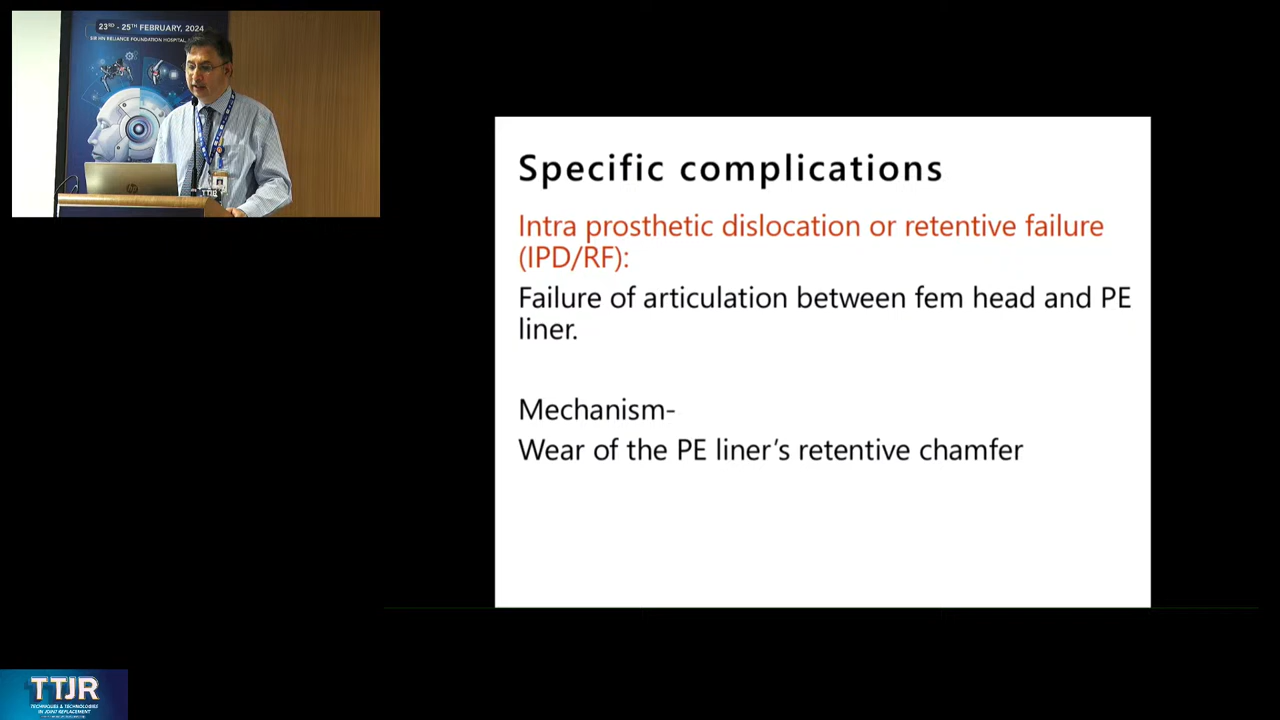 23RD - 25TH FEBRUARY, 2024
SIR HN RELIANCE FOUNDATION HOSPITAL,
hp
TTJR
Specific complications
Intra prosthetic dislocation or retentive failure
(IPD/RF):
Failure of articulation between fem head and PE
liner.
Mechanism-
Wear of the PE liner’s retentive chamfer
TTJR
TECHNIQUES & TECHNOLOGIES
IN JOINT REPLACEMENT